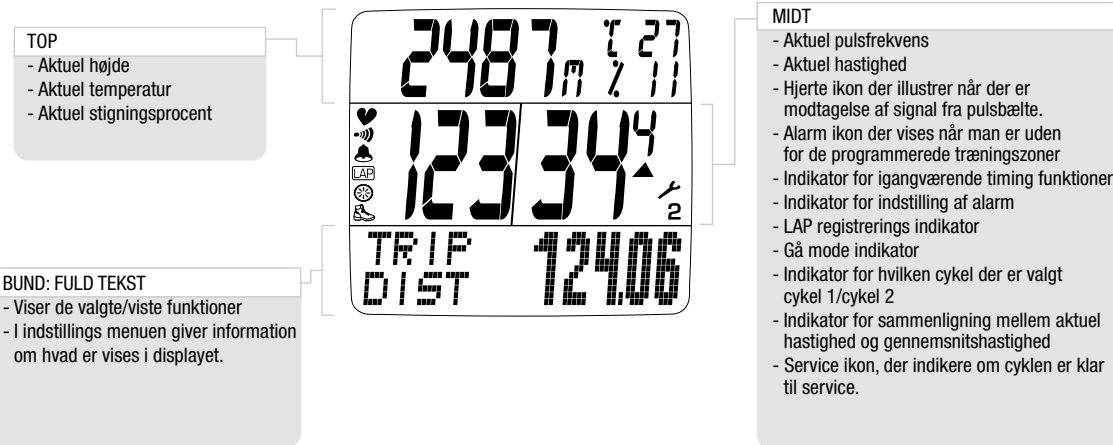 TOP
- Aktuel højde
- Aktuel temperatur
- Aktuel stigningsprocent
2487m °C 27
% 11
LAP
123 34 4
2
TRIP 124.06
DIST
BUND: FULD TEKST
- Viser de valgte/viste funktioner
- I indstillings menuen giver information
om hvad er vises i displayet.
MIDT
- Aktuel pulsfrekvens
- Aktuel hastighed
- Hjerte ikon der illustrer når der er
modtagelse af signal fra pulsbælte.
- Alarm ikon der vises når man er uden
for de programmerede træningszoner
- Indikator for igangværende timing funktioner
- Indikator for indstilling af alarm
- LAP registrerings indikator
- Gå mode indikator
- Indikator for hvilken cykel der er valgt
cykel 1/cykel 2
- Indikator for sammenligning mellem aktuel
hastighed og gennemsnitshastighed
- Service ikon, der indikere om cyklen er klar
til service.